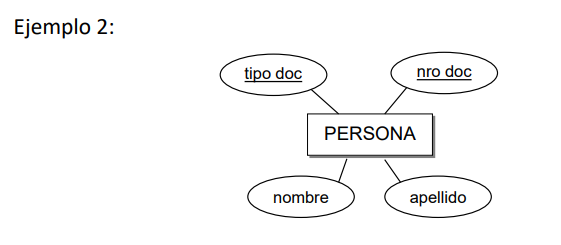 Ejemplo 2:
tipo doc
nro doc
PERSONA
nombre
apellido